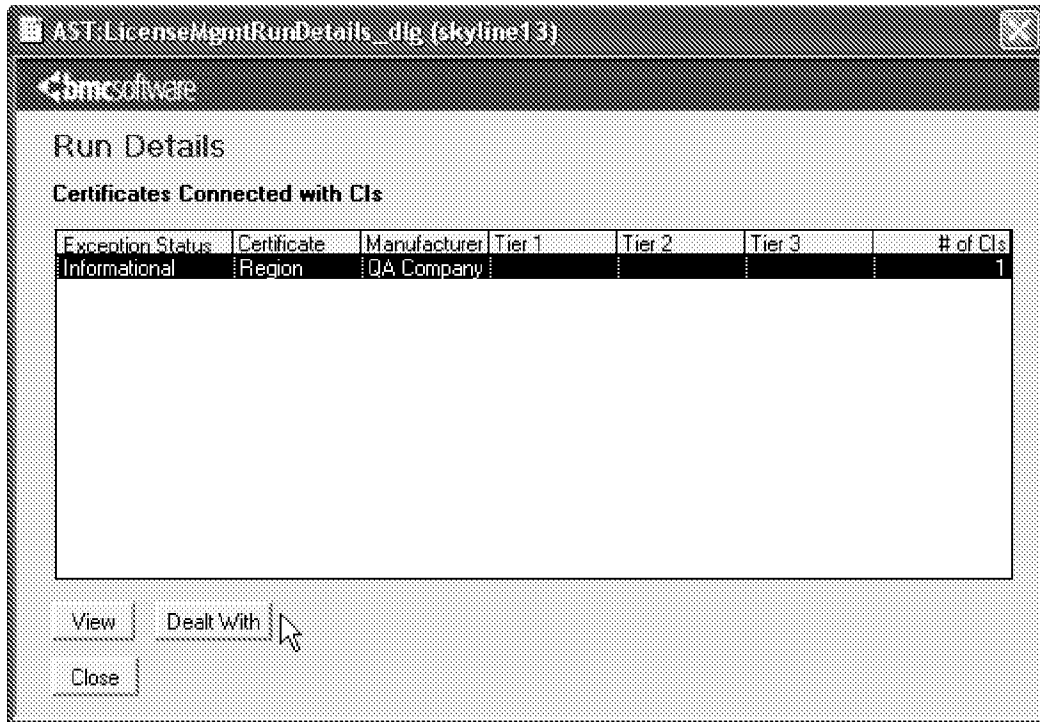 AST:LicenseMgmtRunDetails_dlg (skyline13)
bmcsoftware
Run Details
Certificates Connected with CIs
Exception Status Certificate Manufacturer Tier 1 Tier 2 Tier 3 # of CIs
Informational Region QA Company 1
View Dealt With
Close